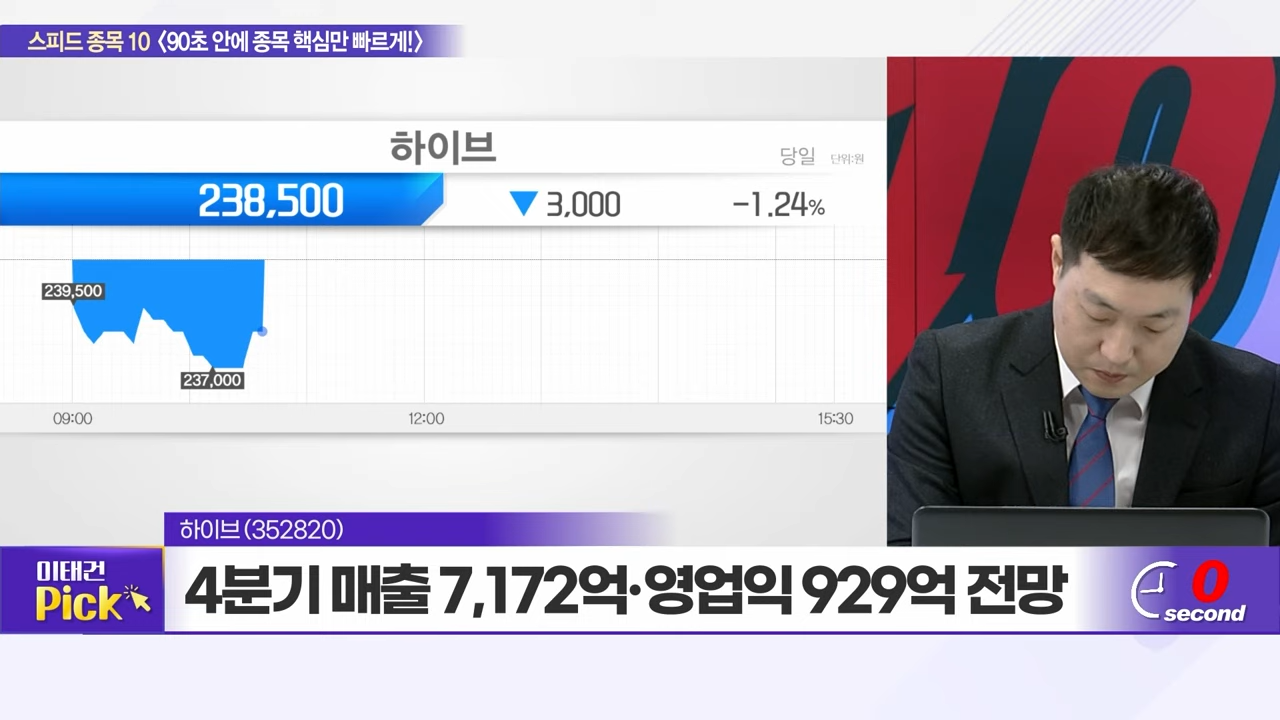 스피드 종목 10 <90초 안에 종목 핵심만 빠르게!>
하이브
당일 단위:원
238,500 ▼ 3,000 -1.24%
239,500
237,000
09:00 12:00 15:30
하이브(352820)
이태건
Pick
4분기 매출 7,172억·영업익 929억 전망
0
second